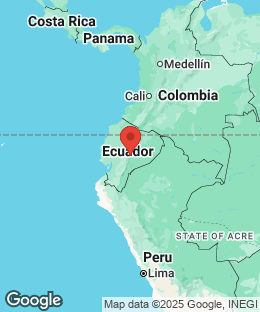 Costa Rica
Panama
Medellín
Cali
Colombia
Ecuador
STATE OF ACRE
Peru
Lima
Google
Map data ©2025 Google, INEGI